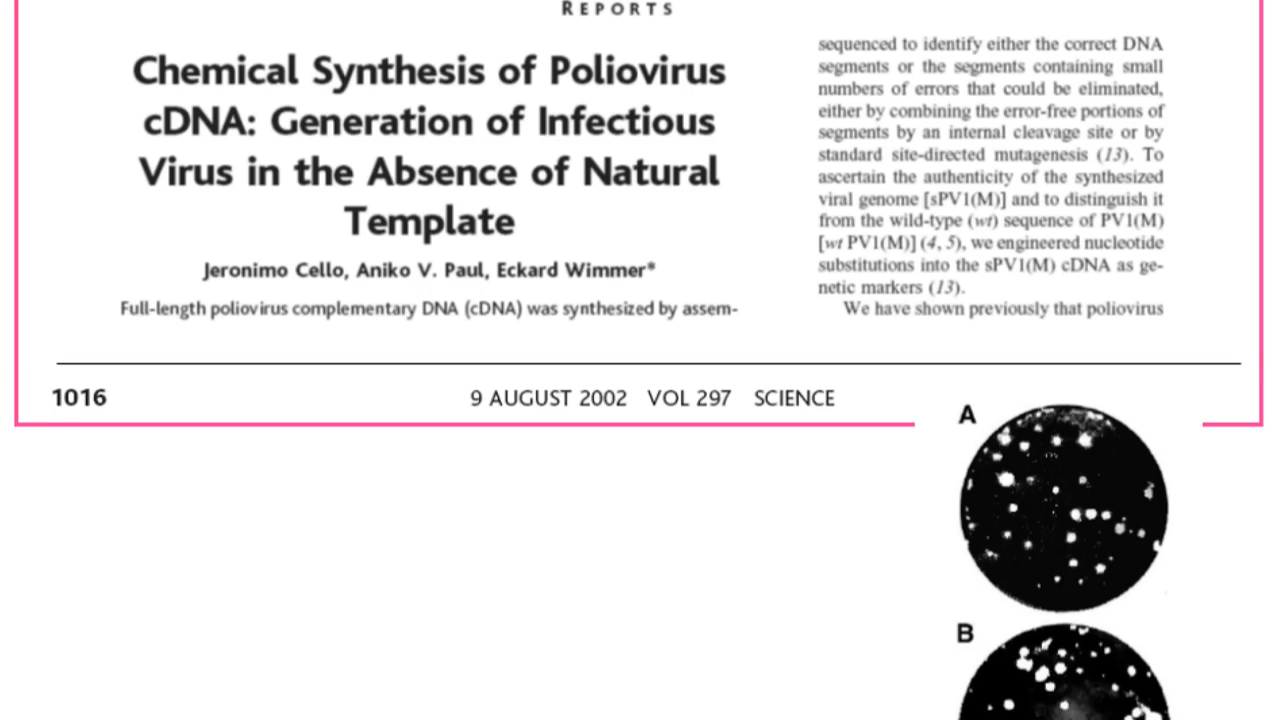 REPORTS
Chemical Synthesis of Poliovirus
cDNA: Generation of Infectious
Virus in the Absence of Natural
Template
Jeronimo Cello, Aniko V. Paul, Eckard Wimmer*
Full-length poliovirus complementary DNA (cDNA) was synthesized by assem-
sequenced to identify either the correct DNA
segments or the segments containing small
numbers of errors that could be eliminated,
either by combining the error-free portions of
segments by an internal cleavage site or by
standard site-directed mutagenesis (13). To
ascertain the authenticity of the synthesized
viral genome [sPV1(M)] and to distinguish it
from the wild-type (wt) sequence of PV1(M)
[wt PV1(M)] (4, 5), we engineered nucleotide
substitutions into the sPV1(M) cDNA as ge-
netic markers (13).
We have shown previously that poliovirus
1016
9 AUGUST 2002 VOL 297 SCIENCE
A
B